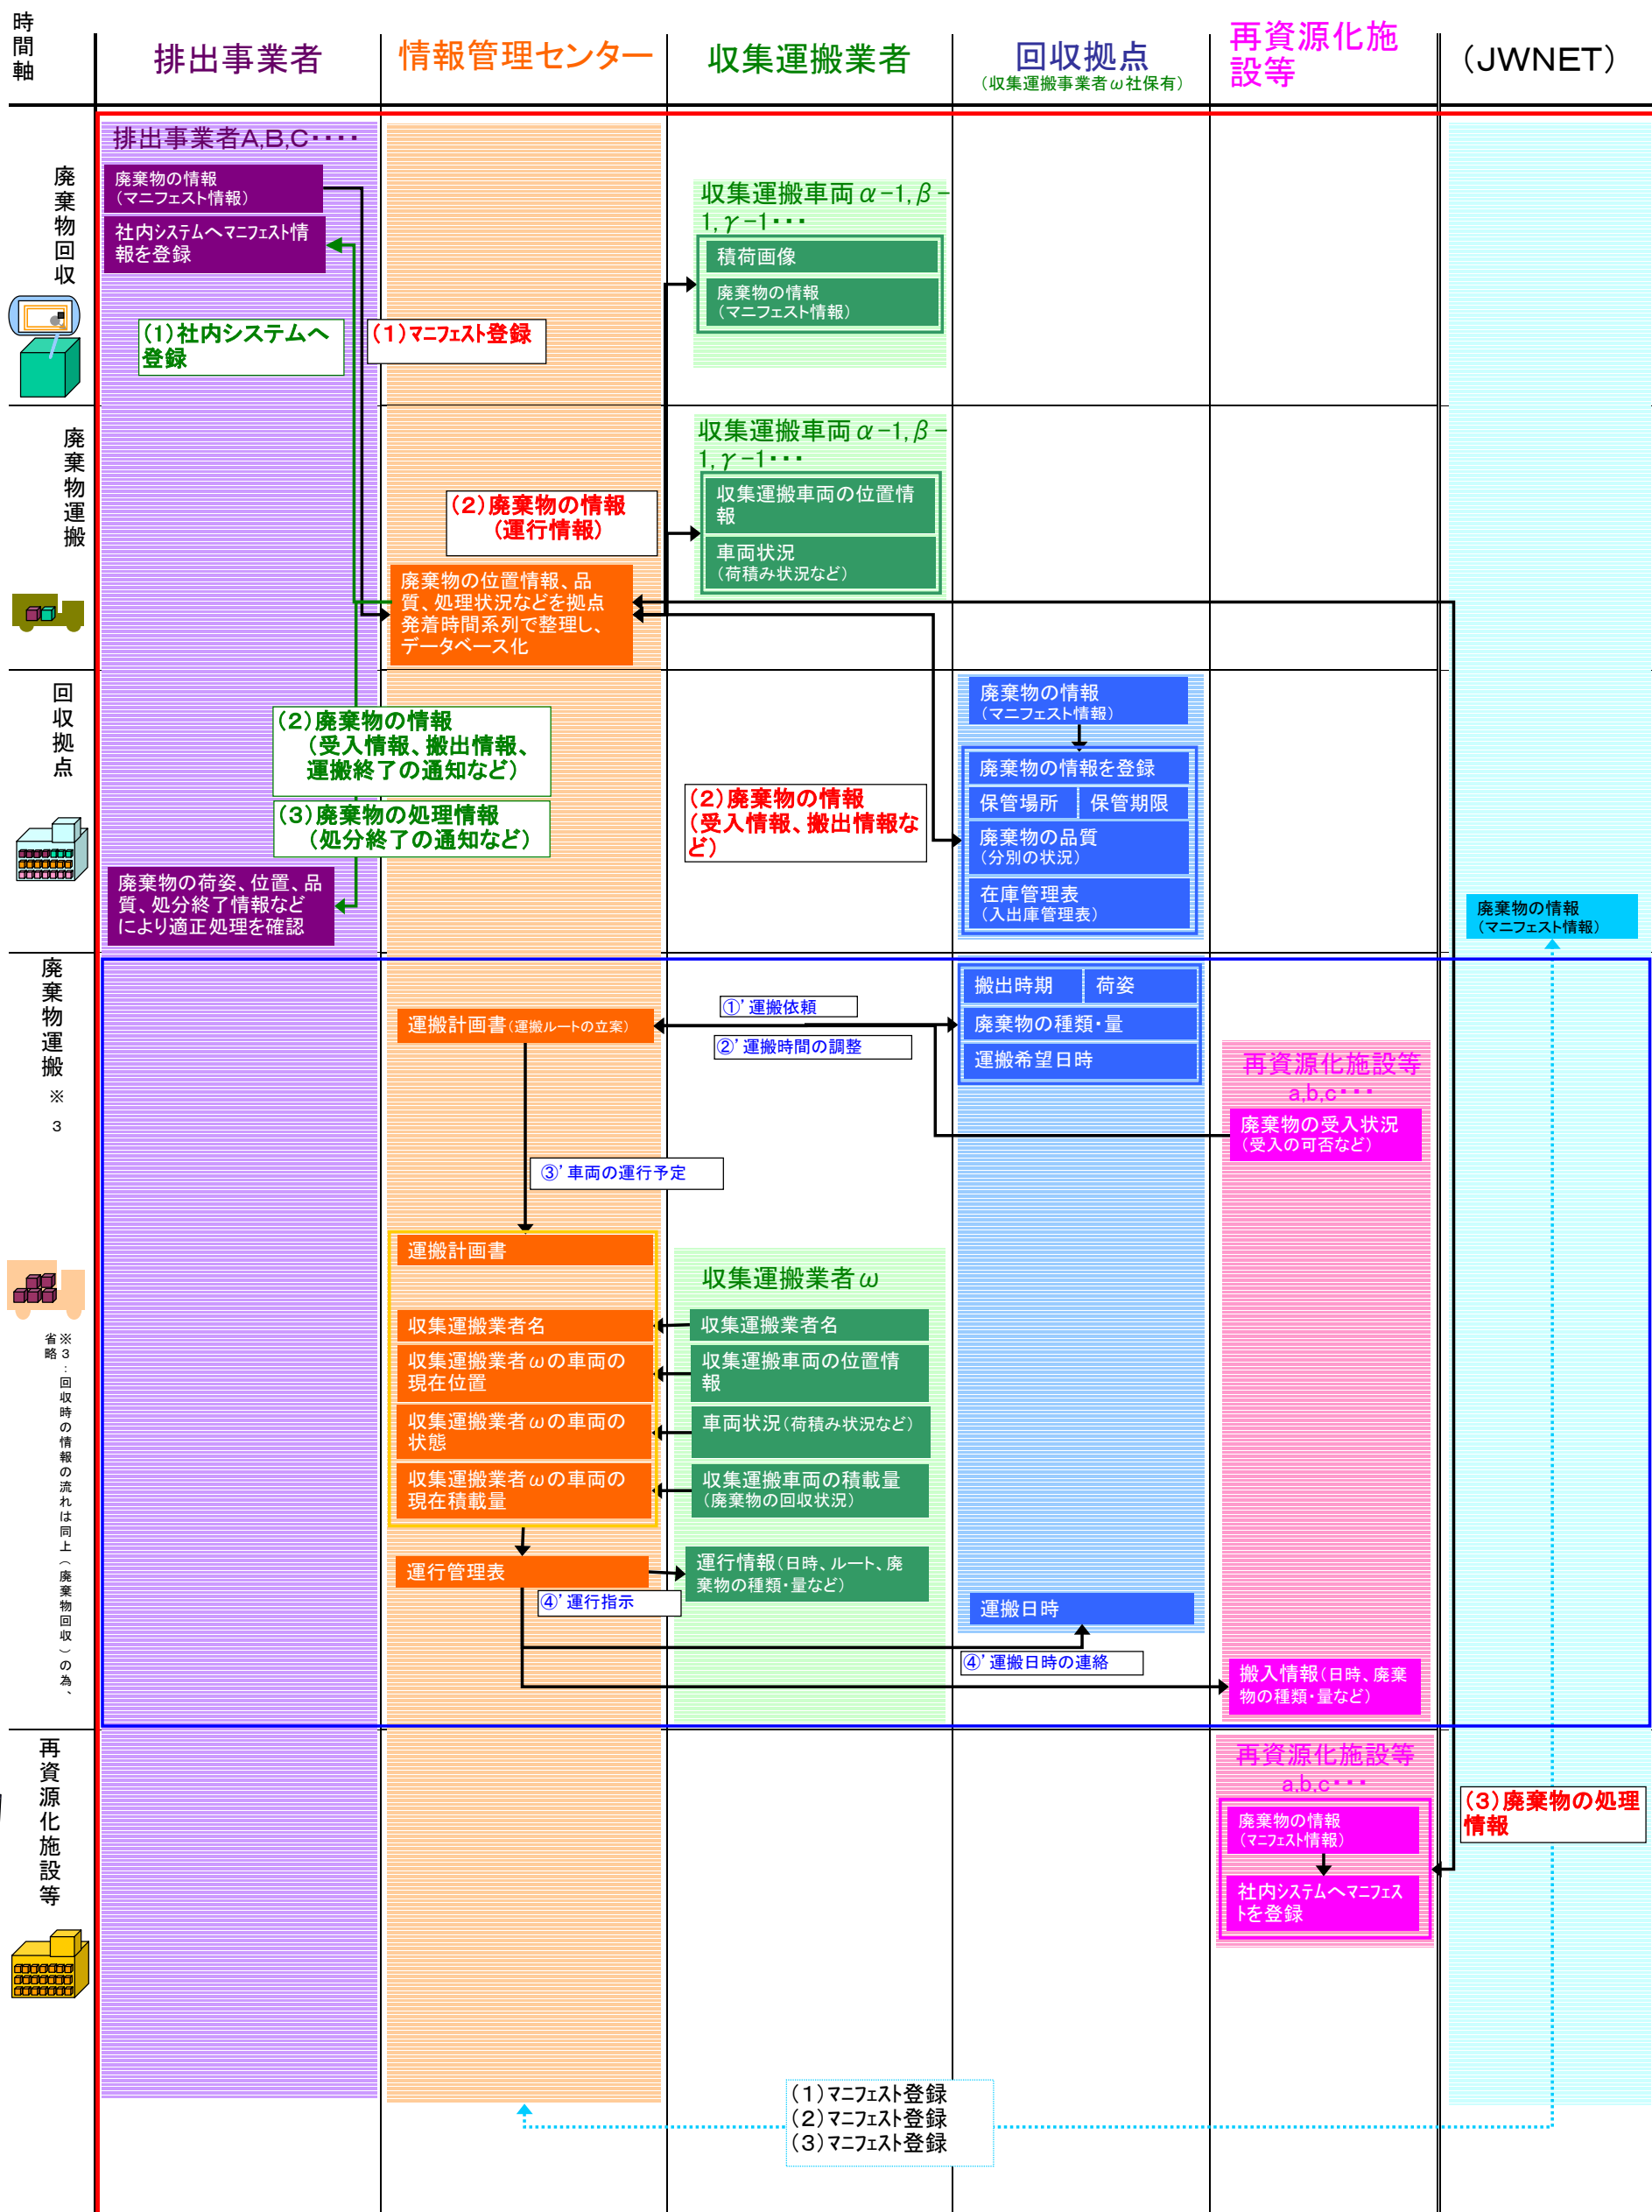 時間軸
排出事業者
情報管理センター
収集運搬業者
回収拠点
(収集運搬事業者ω社保有)
再資源化施
設等
(JWNET)
廃棄物回収
排出事業者A,B,C・・・・
廃棄物の情報
(マニフェスト情報)
社内システムへマニフェスト情
報を登録
収集運搬車両α-1,β-
1,γ-1・・・
積荷画像
廃棄物の情報
(マニフェスト情報)
(1)社内システムへ
登録
(1)マニフェスト登録
廃棄物運搬
収集運搬車両α-1,β-
1,γ-1・・・
収集運搬車両の位置情
報
車両状況
(荷積み状況など)
(2)廃棄物の情報
(運行情報)
廃棄物の位置情報、品
質、処理状況などを拠点
発着時間系列で整理し、
データベース化
回収拠点
廃棄物の情報
(マニフェスト情報)
廃棄物の情報を登録
保管場所 保管期限
廃棄物の品質
(分別の状況)
在庫管理表
(入出庫管理表)
(2)廃棄物の情報
(受入情報、搬出情報、
運搬終了の通知など)
(3)廃棄物の処理情報
(処分終了の通知など)
(2)廃棄物の情報
(受入情報、搬出情報な
ど)
廃棄物の荷姿、位置、品
質、処分終了情報など
により適正処理を確認
廃棄物の情報
(マニフェスト情報)
廃棄物運搬※3
搬出時期 荷姿
廃棄物の種類・量
運搬希望日時
運搬計画書(運搬ルートの立案)
①’運搬依頼
②’運搬時間の調整
再資源化施設等
a,b,c・・・
廃棄物の受入状況
(受入の可否など)
③’車両の運行予定
運搬計画書
収集運搬業者名
収集運搬業者ωの車両の
現在位置
収集運搬業者ωの車両の
状態
収集運搬業者ωの車両の
現在積載量
収集運搬業者ω
収集運搬業者名
収集運搬車両の位置情
報
車両状況(荷積み状況など)
収集運搬車両の積載量
(廃棄物の回収状況)
※3:回収時の情報の流れは同上(廃棄物回収)の為、
省略
運行管理表
運行情報(日時、ルート、廃
棄物の種類・量など)
④’運行指示
運搬日時
④’運搬日時の連絡
搬入情報(日時、廃棄
物の種類・量など)
再資源化施設等
再資源化施設等
a.b.c・・・
廃棄物の情報
(マニフェスト情報)
社内システムへマニフェス
トを登録
(3)廃棄物の処理
情報
(1)マニフェスト登録
(2)マニフェスト登録
(3)マニフェスト登録